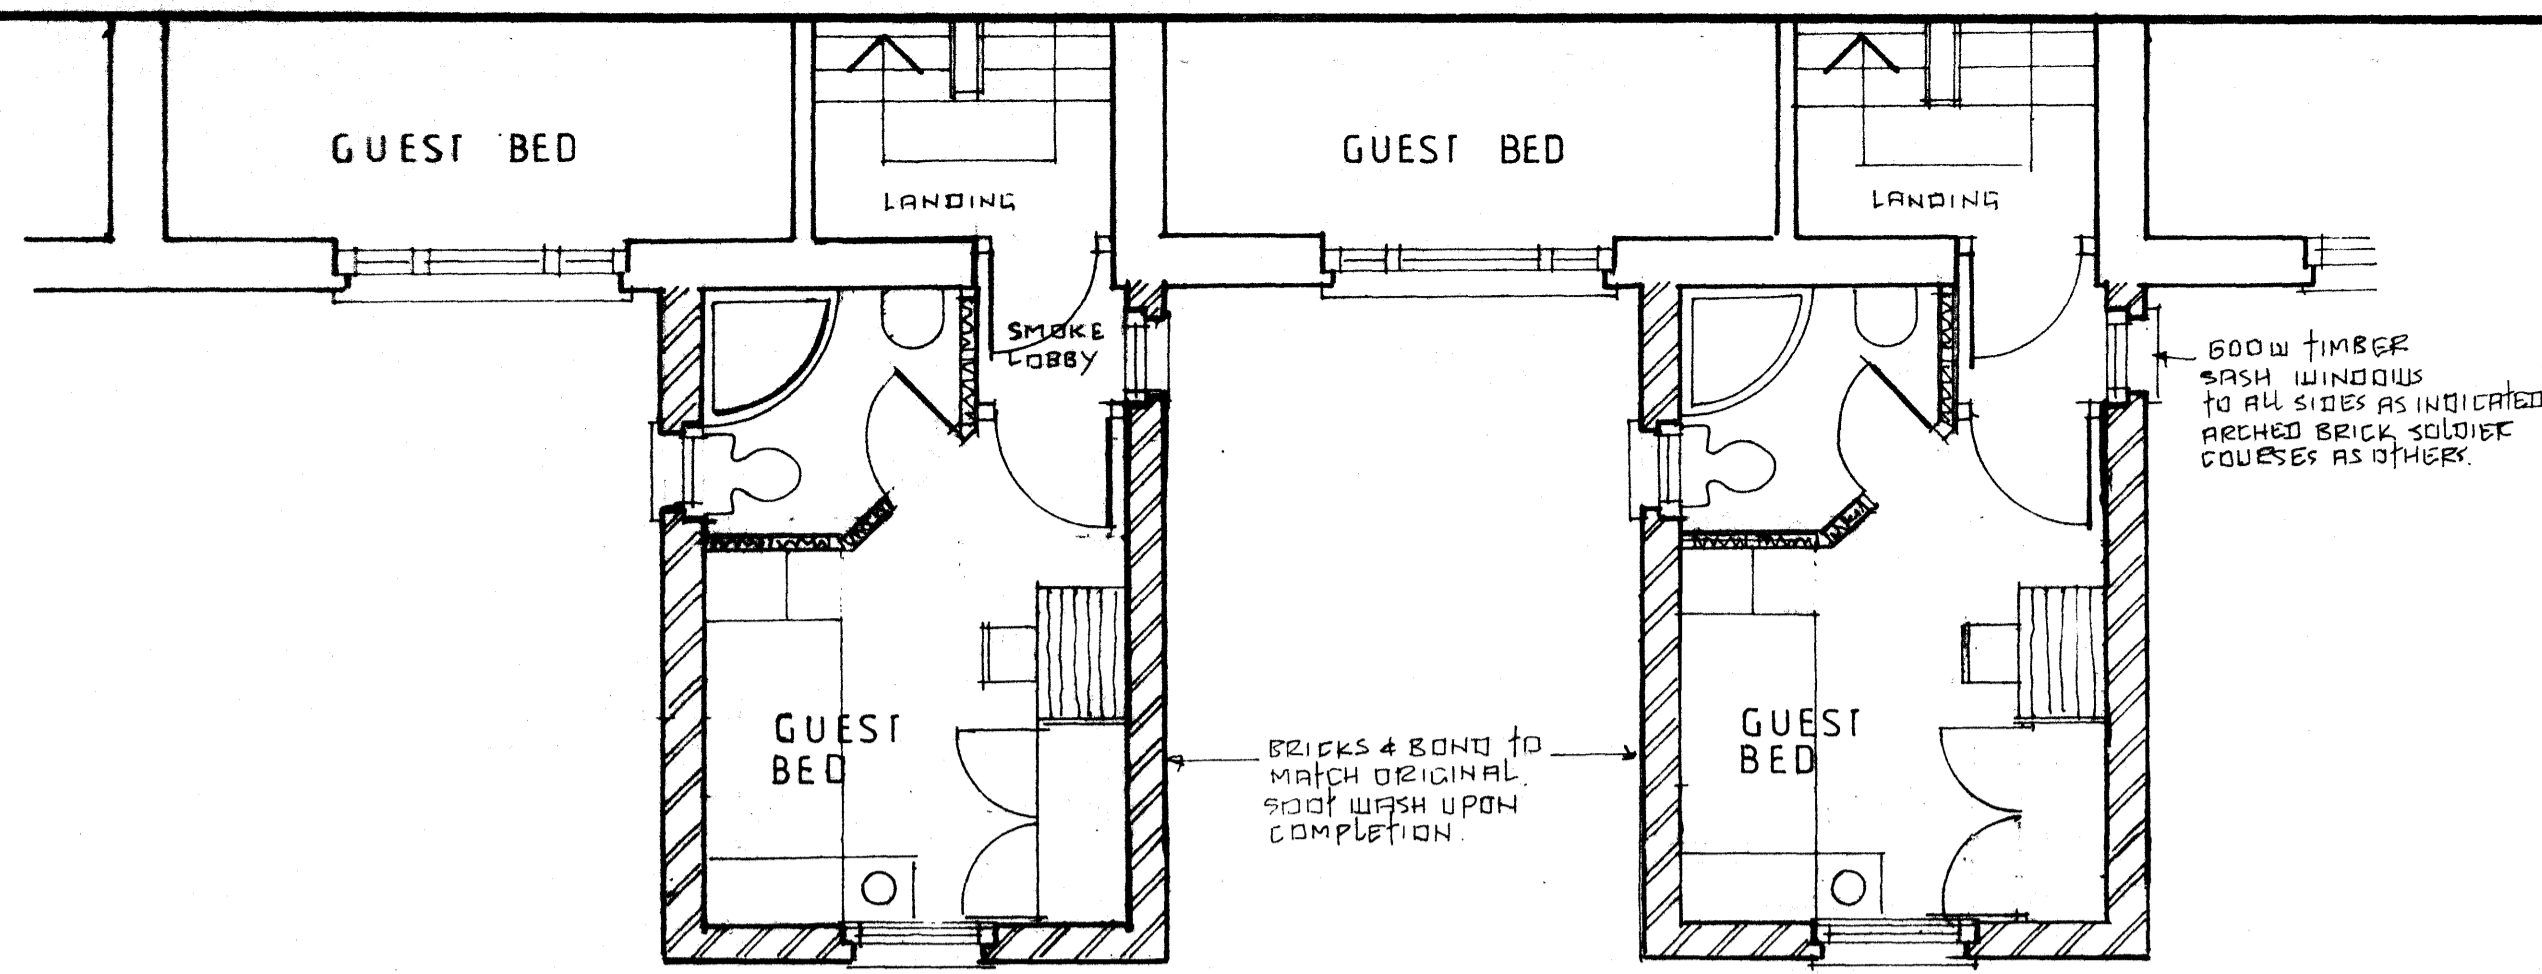 GUEST BED
LANDING
GUEST BED
LANDING
SMOKE
LOBBY
600W TIMBER
SASH WINDOWS
TO ALL SIDES AS INDICATED
ARCHED BRICK SOLDIER
COURSES AS OTHERS.
GUEST
BED
BRICKS & BOND TO
MATCH ORIGINAL.
SOOT WASH UPON
COMPLETION.
GUEST
BED